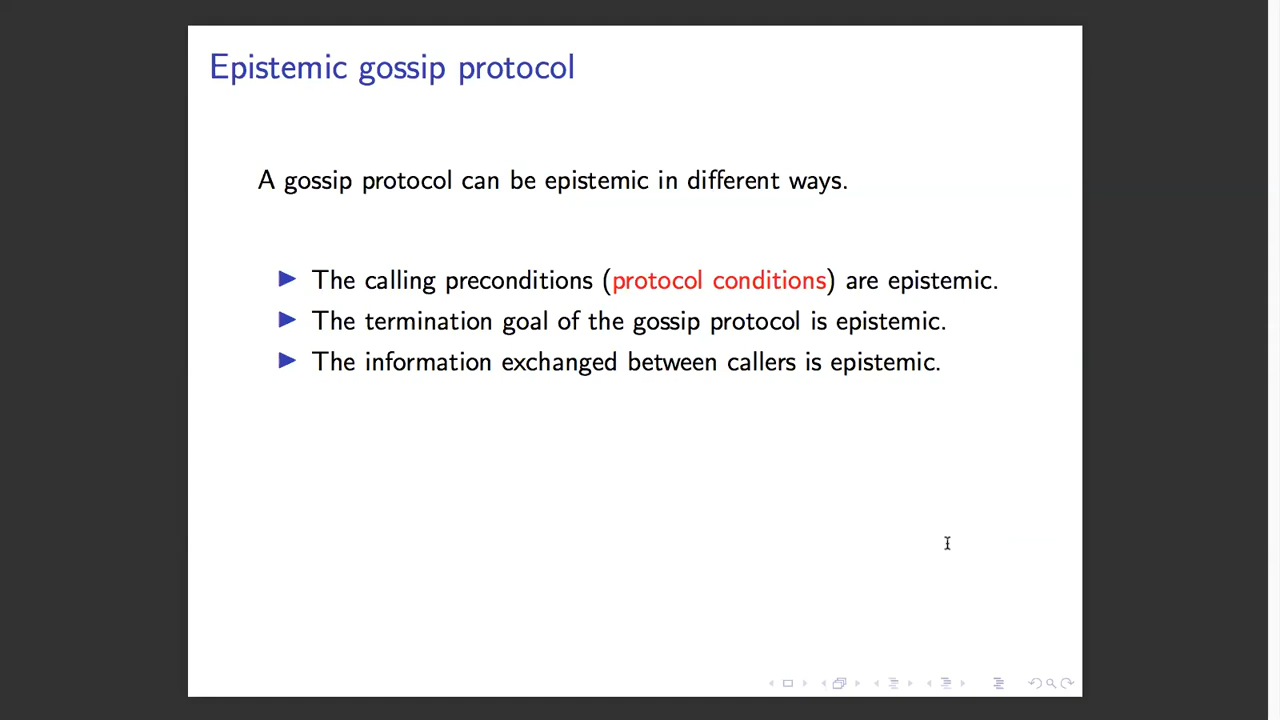 Epistemic gossip protocol
A gossip protocol can be epistemic in different ways.
The calling preconditions (protocol conditions) are epistemic.
The termination goal of the gossip protocol is epistemic.
The information exchanged between callers is epistemic.